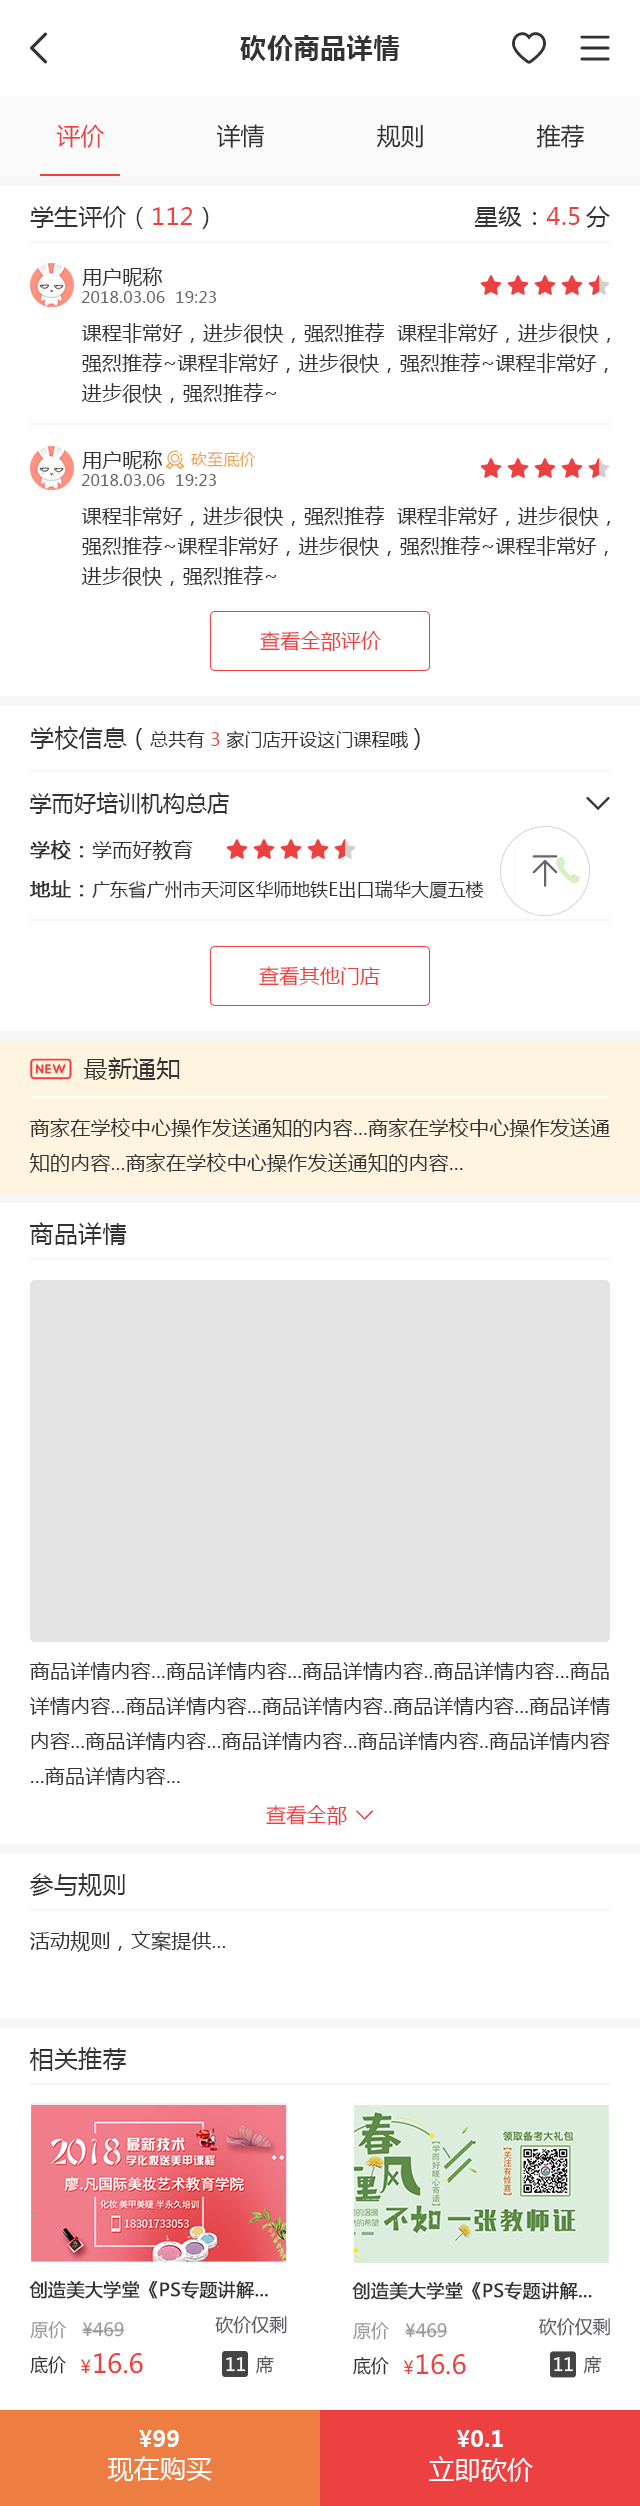 砍价商品详情
评价 详情 规则 推荐
学生评价（112） 星级：4.5 分
用户昵称
2018.03.06 19:23
课程非常好，进步很快，强烈推荐 课程非常好，进步很快，
强烈推荐~课程非常好，进步很快，强烈推荐~课程非常好，
进步很快，强烈推荐~
用户昵称 砍至底价
2018.03.06 19:23
课程非常好，进步很快，强烈推荐 课程非常好，进步很快，
强烈推荐~课程非常好，进步很快，强烈推荐~课程非常好，
进步很快，强烈推荐~
查看全部评价
学校信息（总共有 3 家门店开设这门课程哦）
学而好培训机构总店
学校：学而好教育
地址：广东省广州市天河区华师地铁E出口瑞华大厦五楼
查看其他门店
NEW 最新通知
商家在学校中心操作发送通知的内容...商家在学校中心操作发送通
知的内容...商家在学校中心操作发送通知的内容...
商品详情
商品详情内容...商品详情内容...商品详情内容..商品详情内容...商品
详情内容...商品详情内容...商品详情内容..商品详情内容...商品详情
内容...商品详情内容...商品详情内容...商品详情内容..商品详情内容
...商品详情内容...
查看全部
参与规则
活动规则，文案提供...
相关推荐
2018 最新技术
学化妆送美甲课程
廖.凡国际美妆艺术教育学院
化妆 美甲美睫 半永久培训
18301733053
创造美大学堂《PS专题讲解...
原价 ¥469 砍价仅剩
底价 ¥16.6 11 席
领取备考大礼包
春风
【学而好暖心寄语】
【关注有惊喜】
不如一张教师证
创造美大学堂《PS专题讲解...
原价 ¥469 砍价仅剩
底价 ¥16.6 11 席
¥99
现在购买
¥0.1
立即砍价